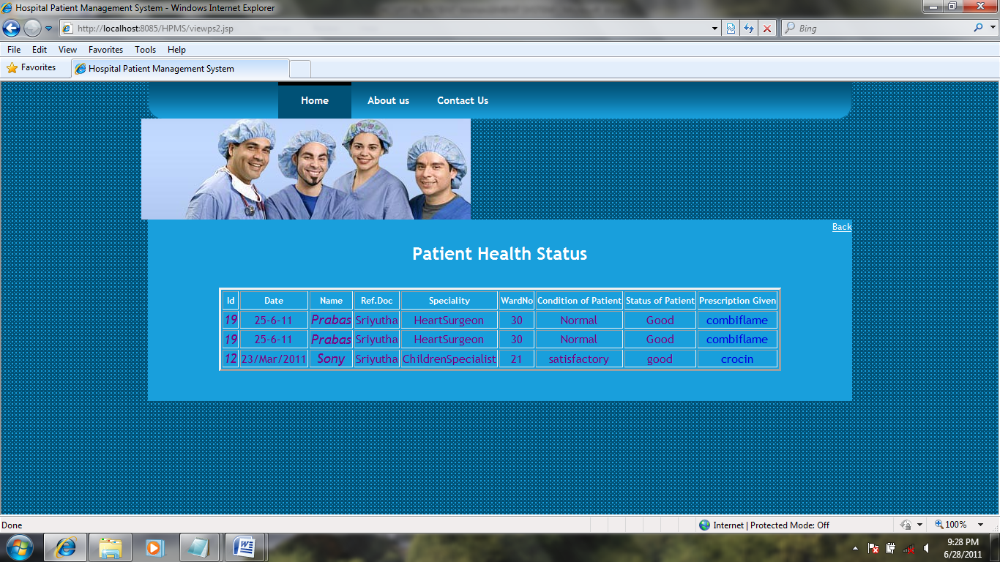 Hospital Patient Management System - Windows Internet Explorer
http://localhost:8085/HPMS/viewps2.jsp Bing
File Edit View Favorites Tools Help
Favorites Hospital Patient Management System
Home About us Contact Us
Back
Patient Health Status
Id Date Name Ref.Doc Speciality WardNo Condition of Patient Status of Patient Prescription Given
19 25-6-11 Prabas Sriyutha HeartSurgeon 30 Normal Good combiflame
19 25-6-11 Prabas Sriyutha HeartSurgeon 30 Normal Good combiflame
12 23/Mar/2011 Sony Sriyutha ChildrenSpecialist 21 satisfactory good crocin
Done Internet | Protected Mode: Off 100%
9:28 PM
6/28/2011